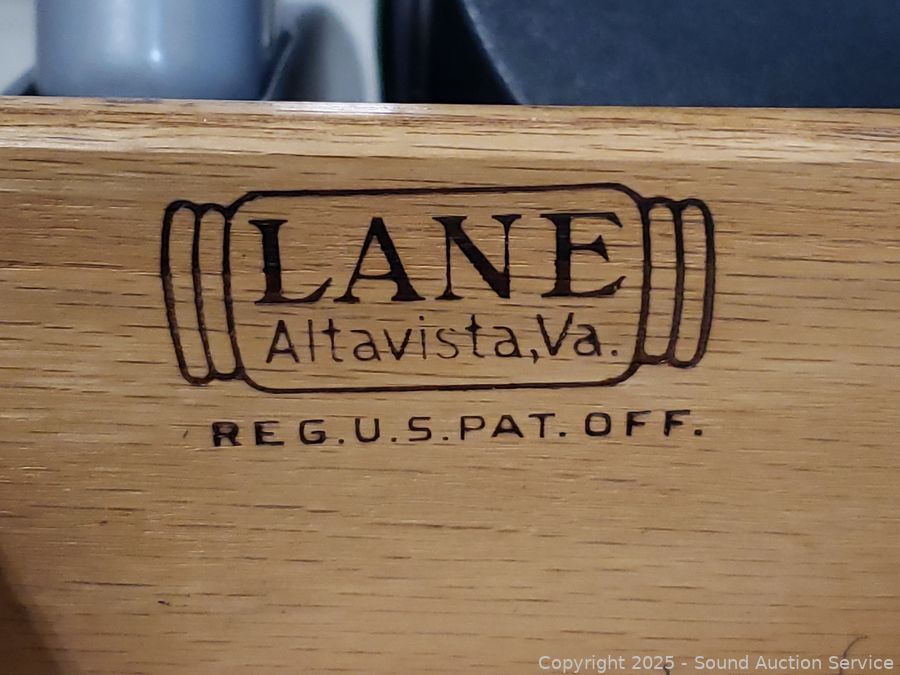 LANE
Altavista,Va.
REG.U.S.PAT.OFF.
Copyright 2025 - Sound Auction Service